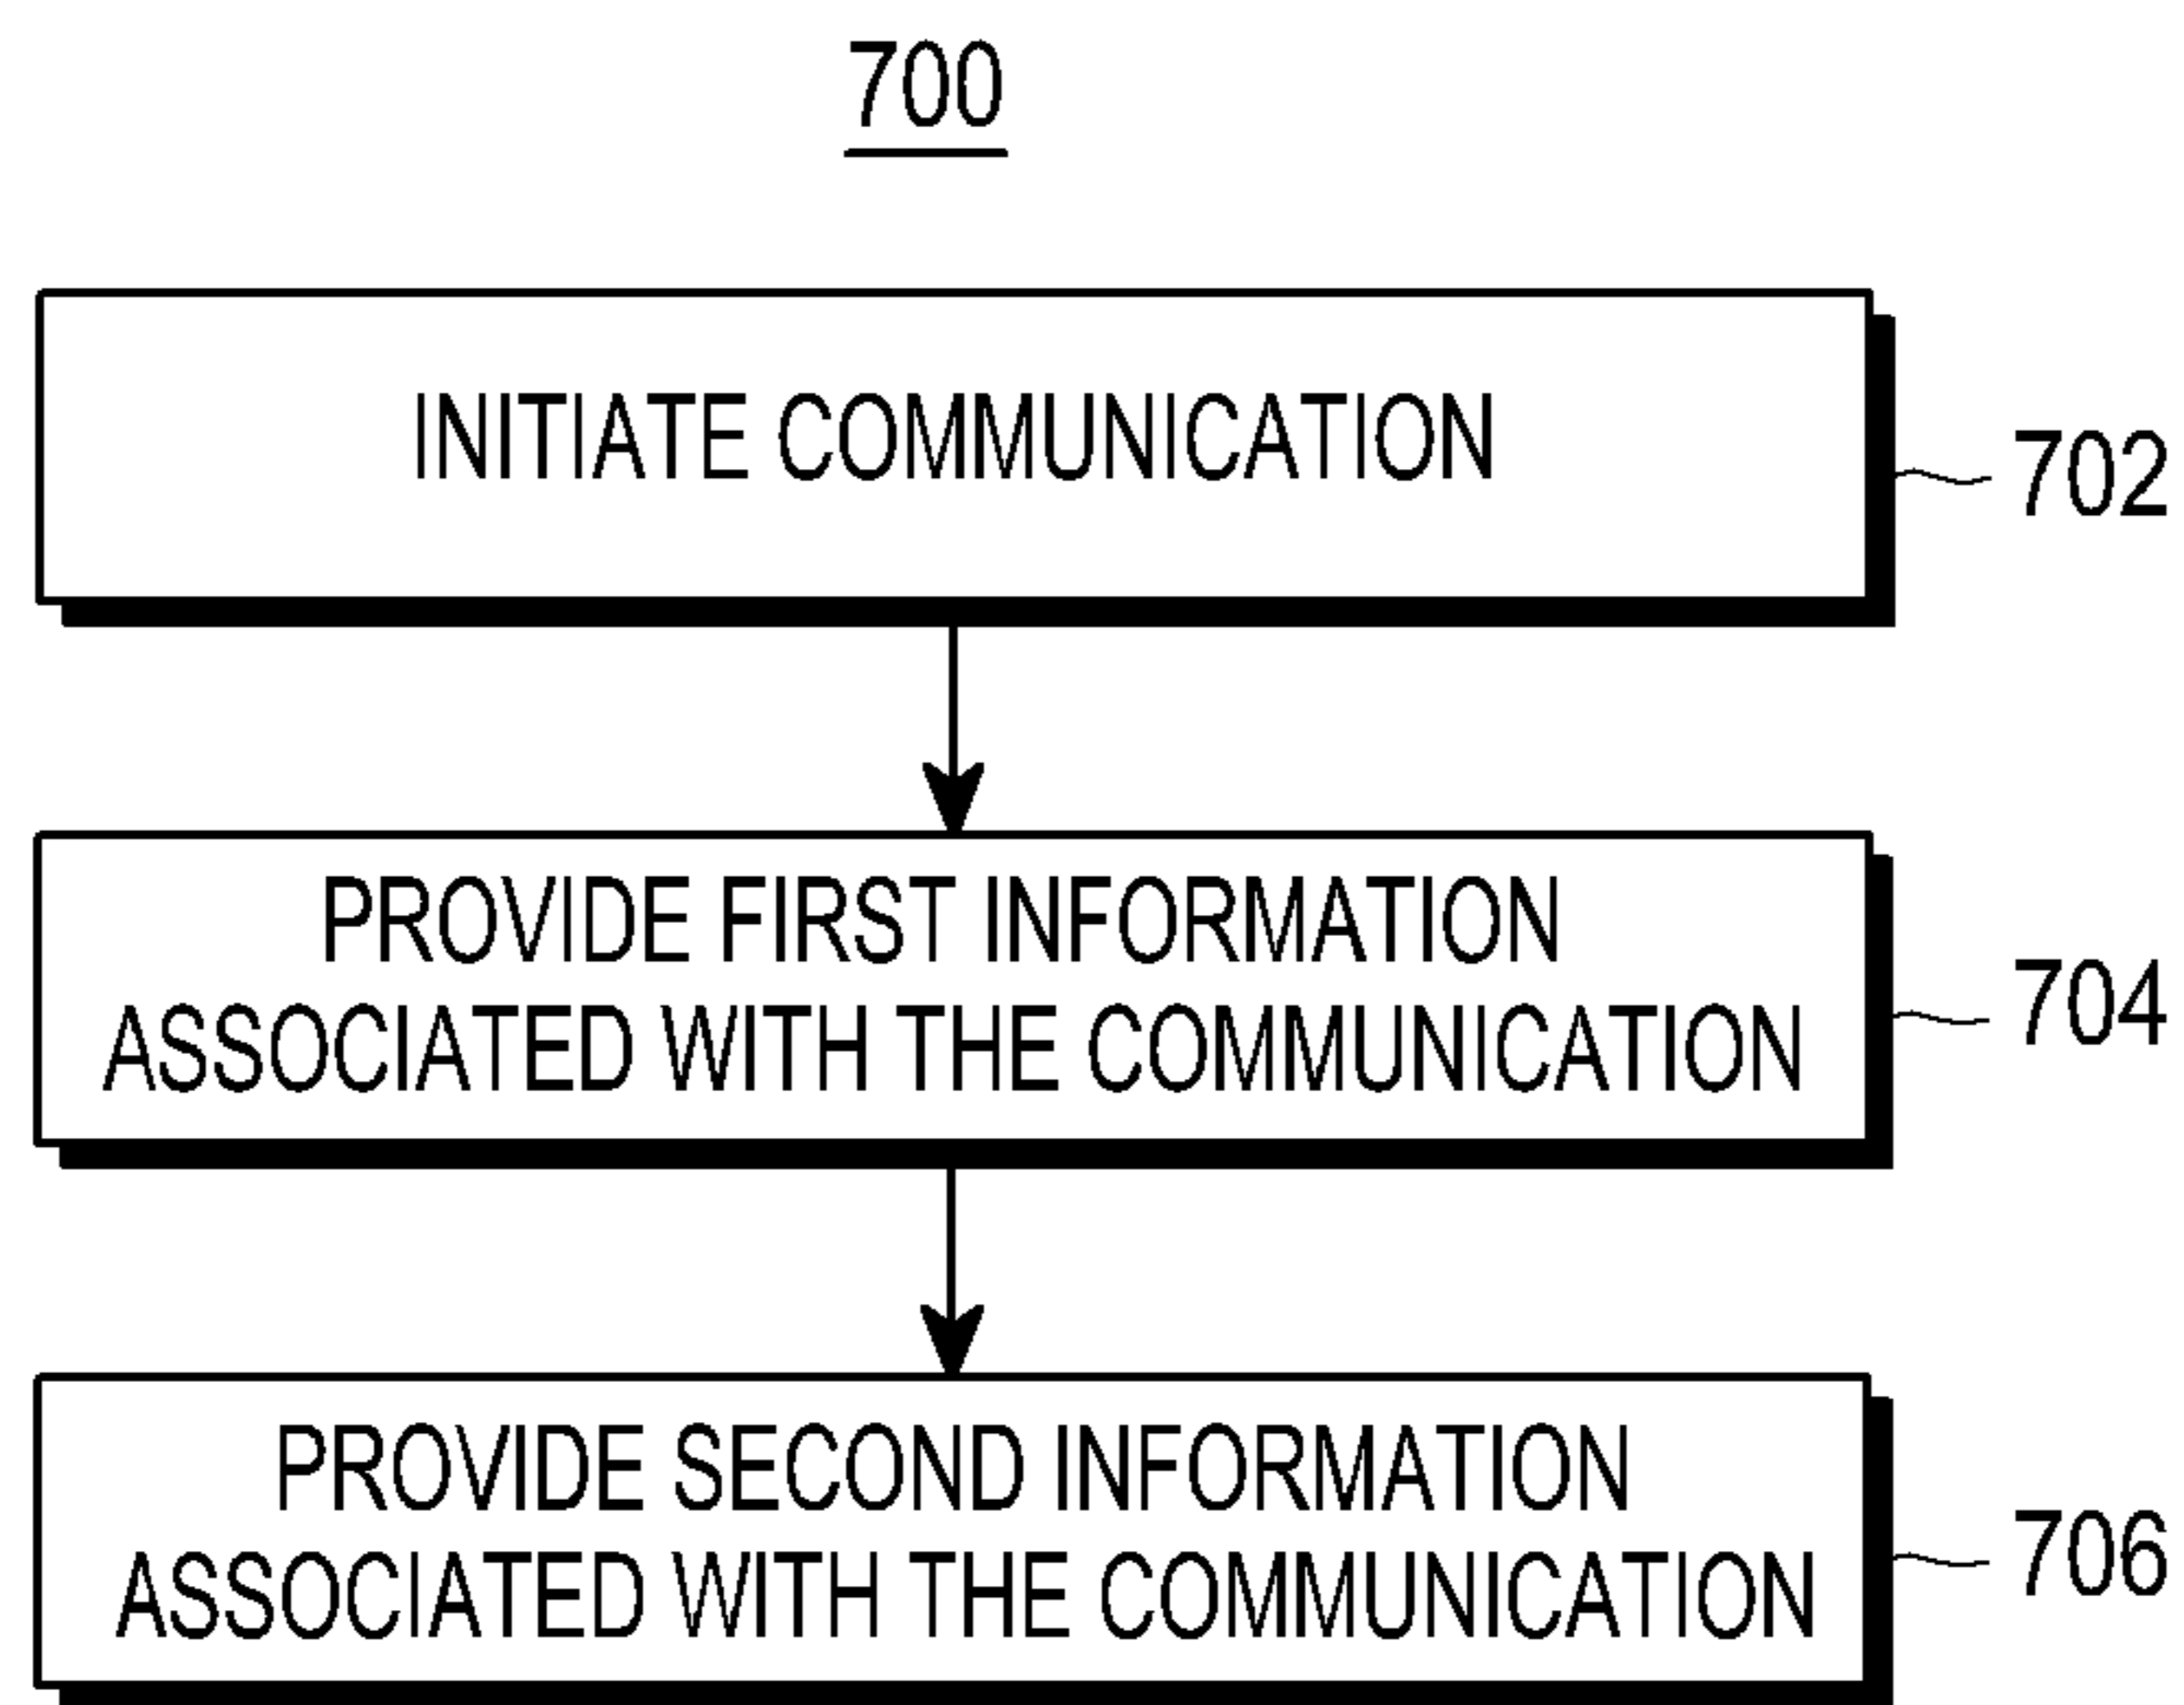 700
INITIATE COMMUNICATION
702
PROVIDE FIRST INFORMATION
ASSOCIATED WITH THE COMMUNICATION
704
PROVIDE SECOND INFORMATION
ASSOCIATED WITH THE COMMUNICATION
706